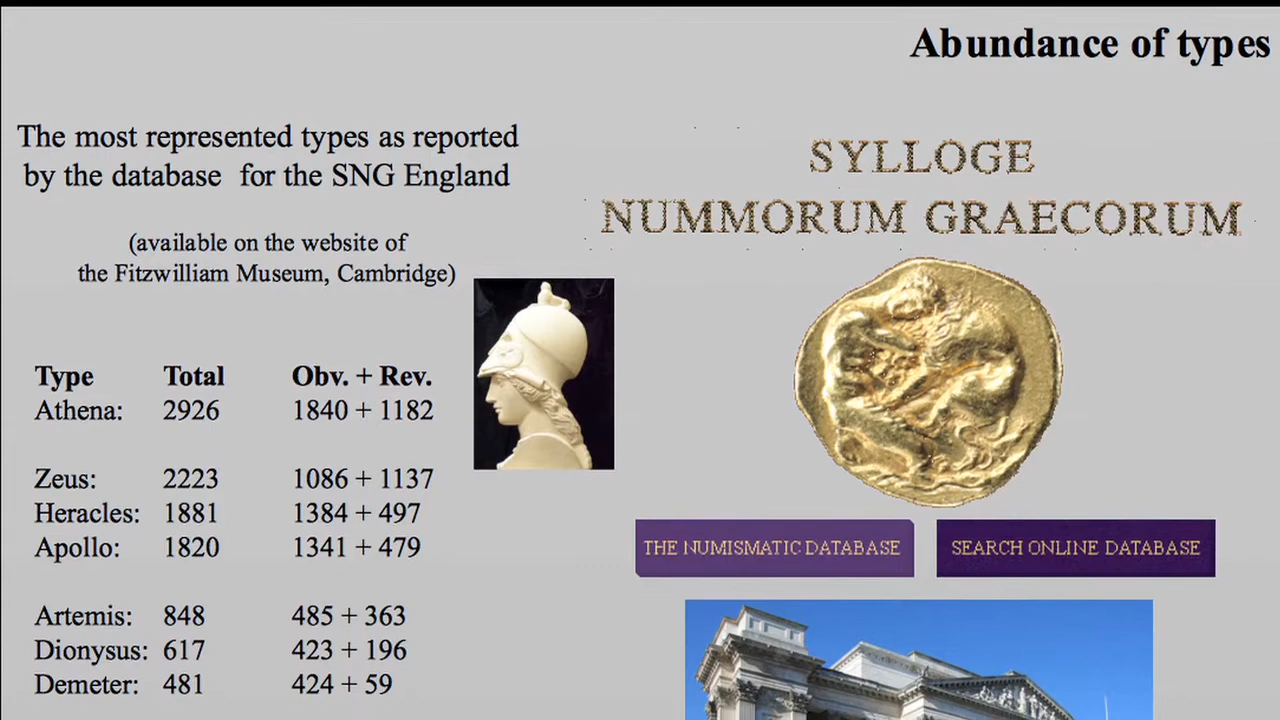 Abundance of types
The most represented types as reported
by the database for the SNG England
(available on the website of
the Fitzwilliam Museum, Cambridge)
Type Total Obv. + Rev.
Athena: 2926 1840 + 1182
Zeus: 2223 1086 + 1137
Heracles: 1881 1384 + 497
Apollo: 1820 1341 + 479
Artemis: 848 485 + 363
Dionysus: 617 423 + 196
Demeter: 481 424 + 59
SYLLOGE
NUMMORUM GRAECORUM
THE NUMISMATIC DATABASE
SEARCH ONLINE DATABASE